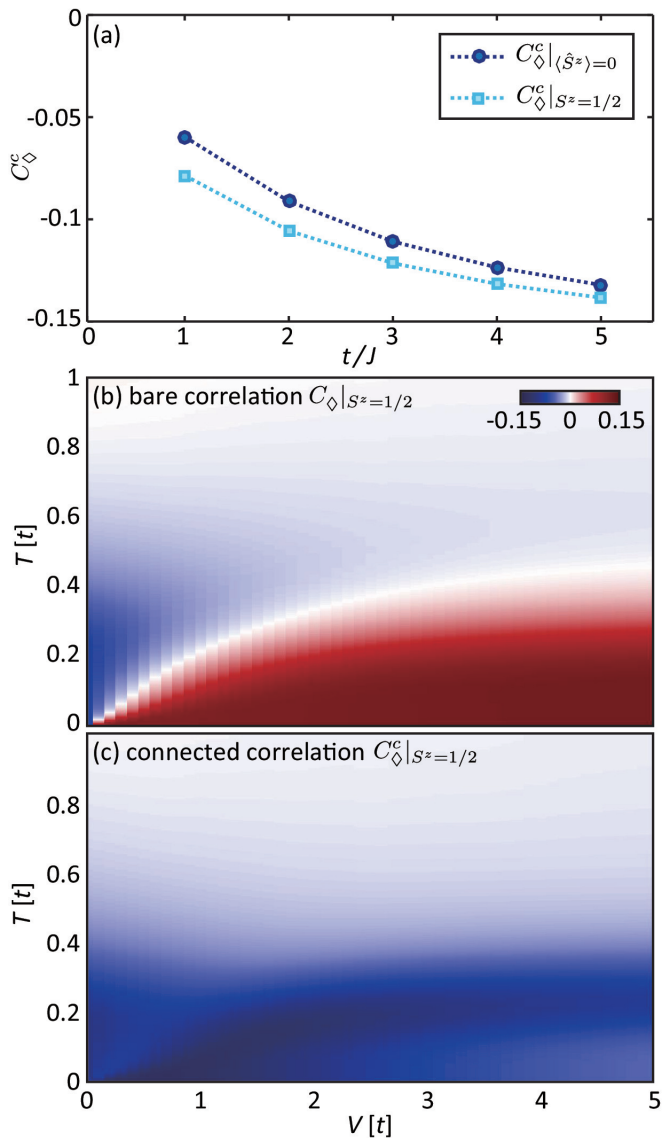 (a)
0
-0.05
-0.1
-0.15
C^c_◇
C^c_◇|⟨Ŝ^z⟩=0
C^c_◇|S^z=1/2
0 1 2 3 4 5
t/J
(b) bare correlation C_◇|S^z=1/2
-0.15 0 0.15
1
0.8
0.6
0.4
0.2
0
T [t]
(c) connected correlation C^c_◇|S^z=1/2
0.8
0.6
0.4
0.2
0
T [t]
0 1 2 3 4 5
V [t]